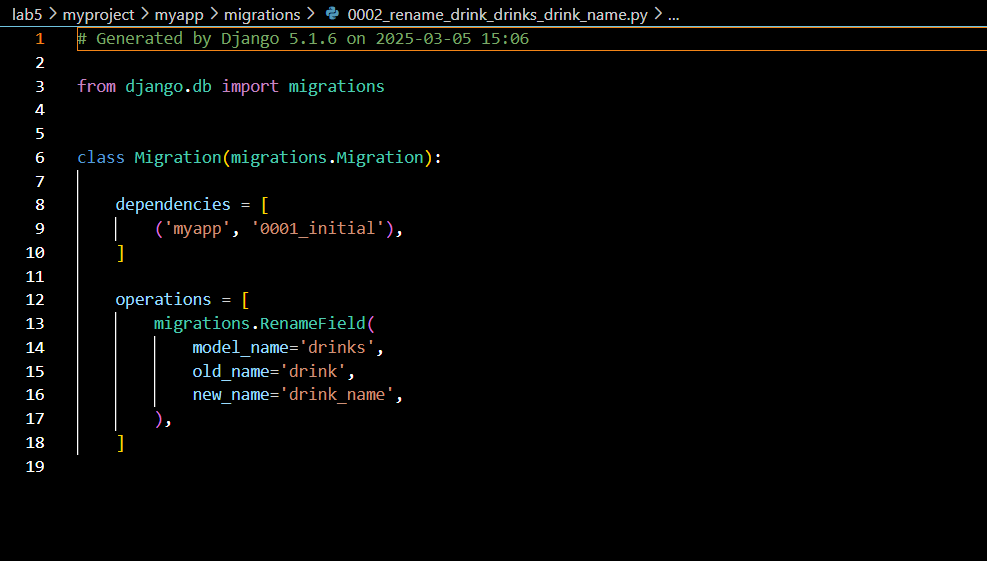 lab5 > myproject > myapp > migrations > 0002_rename_drink_drinks_drink_name.py > ...
1 # Generated by Django 5.1.6 on 2025-03-05 15:06
2
3 from django.db import migrations
4
5
6 class Migration(migrations.Migration):
7
8     dependencies = [
9         ('myapp', '0001_initial'),
10     ]
11
12     operations = [
13         migrations.RenameField(
14             model_name='drinks',
15             old_name='drink',
16             new_name='drink_name',
17         ),
18     ]
19